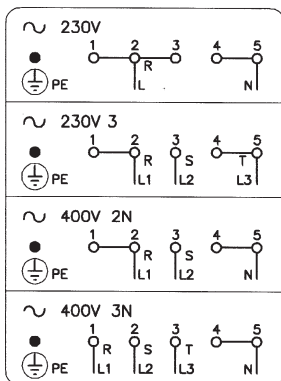 ∿ 230V
1 2 3 4 5
R
PE L N
∿ 230V 3
1 2 3 4 5
R S T
PE L1 L2 L3
∿ 400V 2N
1 2 3 4 5
R S
PE L1 L2 N
∿ 400V 3N
1 2 3 4 5
R S T
PE L1 L2 L3 N